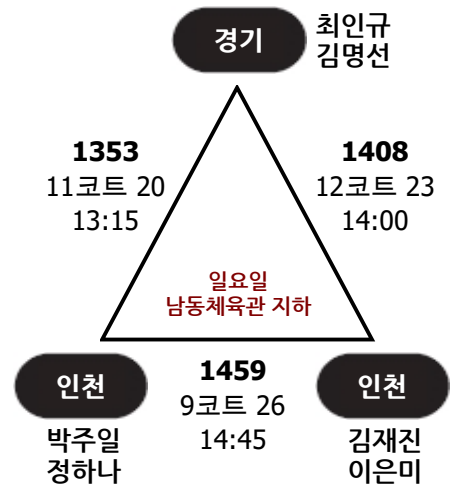 경기
최인규
김명선
1353
11코트 20
13:15
1408
12코트 23
14:00
일요일
남동체육관 지하
인천
박주일
정하나
1459
9코트 26
14:45
인천
김재진
이은미